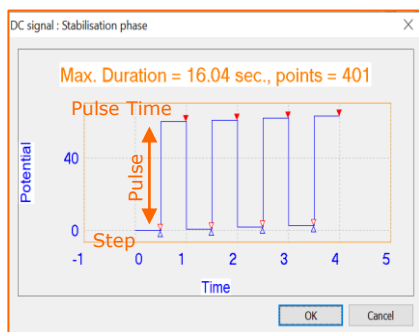 DC signal : Stabilisation phase
Max. Duration = 16.04 sec., points = 401
Pulse Time
Pulse
Step
Potential
40
0
-1 0 1 2 3 4 5
Time
OK Cancel